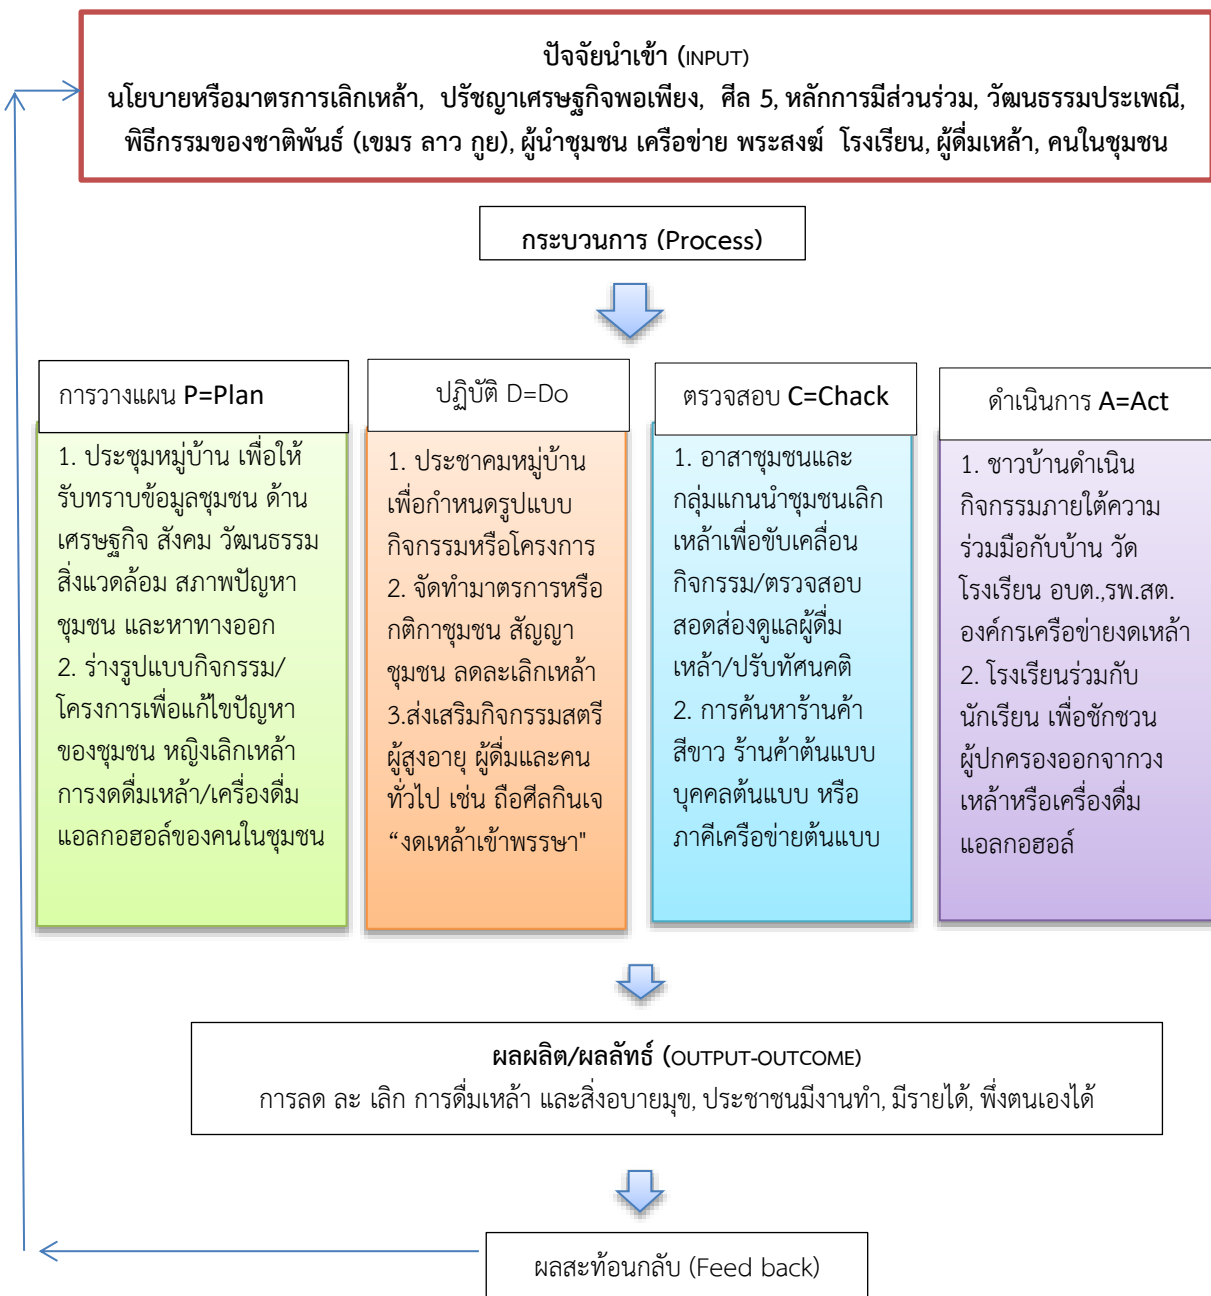 ปัจจัยนำเข้า (INPUT)
นโยบายหรือมาตรการเลิกเหล้า, ปรัชญาเศรษฐกิจพอเพียง, ศีล 5, หลักการมีส่วนร่วม, วัฒนธรรมประเพณี,
พิธีกรรมของชาติพันธ์ (เขมร ลาว กูย), ผู้นำชุมชน เครือข่าย พระสงฆ์ โรงเรียน, ผู้ดื่มเหล้า, คนในชุมชน
กระบวนการ (Process)
การวางแผน P=Plan
1. ประชุมหมู่บ้าน เพื่อให้
รับทราบข้อมูลชุมชน ด้าน
เศรษฐกิจ สังคม วัฒนธรรม
สิ่งแวดล้อม สภาพปัญหา
ชุมชน และหาทางออก
2. ร่างรูปแบบกิจกรรม/
โครงการเพื่อแก้ไขปัญหา
ของชุมชน หญิงเลิกเหล้า
การงดดื่มเหล้า/เครื่องดื่ม
แอลกอฮอล์ของคนในชุมชน
ปฏิบัติ D=Do
1. ประชาคมหมู่บ้าน
เพื่อกำหนดรูปแบบ
กิจกรรมหรือโครงการ
2. จัดทำมาตรการหรือ
กติกาชุมชน สัญญา
ชุมชน ลดละเลิกเหล้า
3.ส่งเสริมกิจกรรมสตรี
ผู้สูงอายุ ผู้ดื่มและคน
ทั่วไป เช่น ถือศีลกินเจ
“งดเหล้าเข้าพรรษา"
ตรวจสอบ C=Chack
1. อาสาชุมชนและ
กลุ่มแกนนำชุมชนเลิก
เหล้าเพื่อขับเคลื่อน
กิจกรรม/ตรวจสอบ
สอดส่องดูแลผู้ดื่ม
เหล้า/ปรับทัศนคติ
2. การค้นหาร้านค้า
สีขาว ร้านค้าต้นแบบ
บุคคลต้นแบบ หรือ
ภาคีเครือข่ายต้นแบบ
ดำเนินการ A=Act
1. ชาวบ้านดำเนิน
กิจกรรมภายใต้ความ
ร่วมมือกับบ้าน วัด
โรงเรียน อบต.,รพ.สต.
องค์กรเครือข่ายงดเหล้า
2. โรงเรียนร่วมกับ
นักเรียน เพื่อชักชวน
ผู้ปกครองออกจากวง
เหล้าหรือเครื่องดื่ม
แอลกอฮอล์
ผลผลิต/ผลลัทธ์ (OUTPUT-OUTCOME)
การลด ละ เลิก การดื่มเหล้า และสิ่งอบายมุข, ประชาชนมีงานทำ, มีรายได้, พึ่งตนเองได้
ผลสะท้อนกลับ (Feed back)